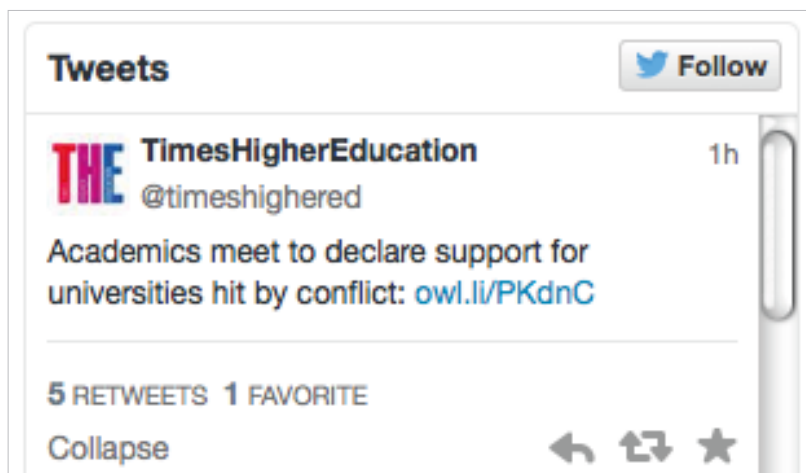 Tweets
Follow
THE
TimesHigherEducation
1h
@timeshighered
Academics meet to declare support for
universities hit by conflict: owl.li/PKdnC
5 RETWEETS 1 FAVORITE
Collapse